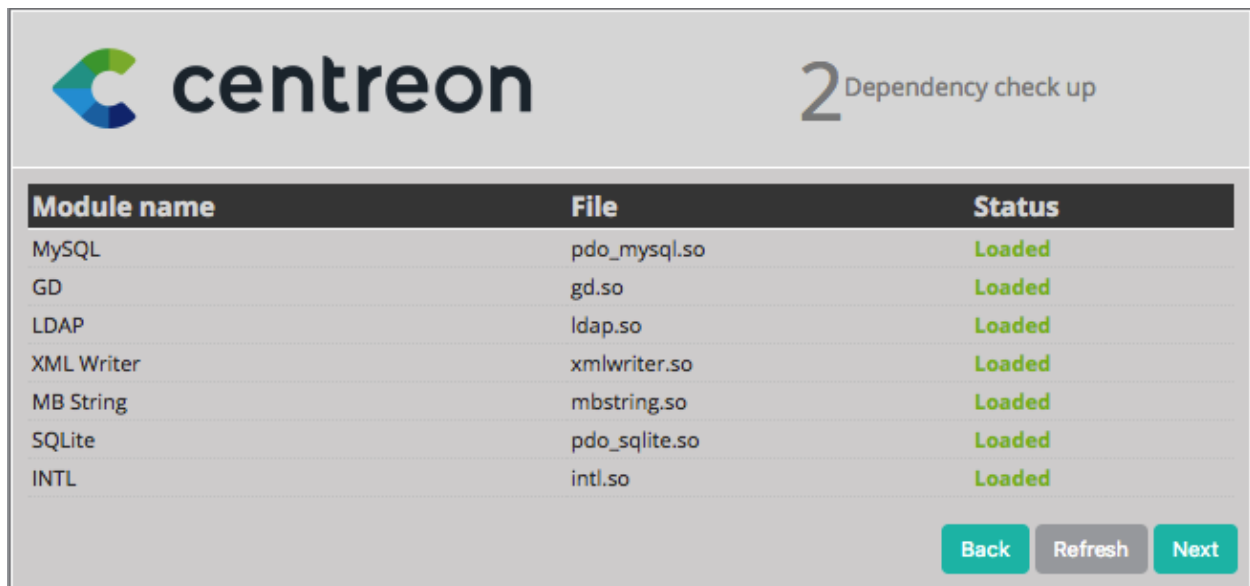 centreon
2 Dependency check up
Module name File Status
MySQL pdo_mysql.so Loaded
GD gd.so Loaded
LDAP ldap.so Loaded
XML Writer xmlwriter.so Loaded
MB String mbstring.so Loaded
SQLite pdo_sqlite.so Loaded
INTL intl.so Loaded
Back Refresh Next